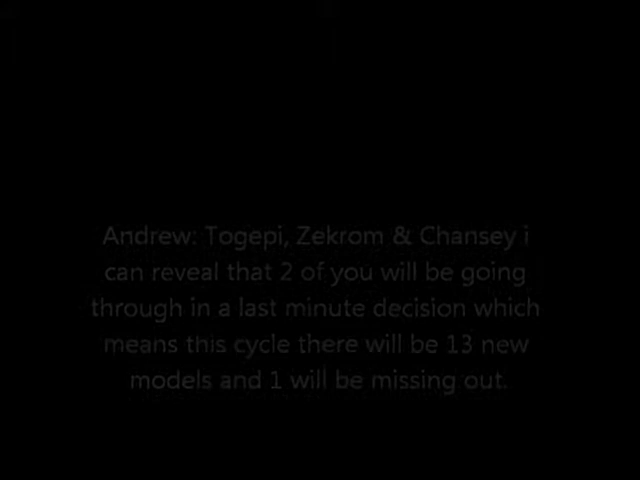 Andrew: Togepi, Zekrom & Chansey i
can reveal that 2 of you will be going
through in a last minute decision which
means this cycle there will be 13 new
models and 1 will be missing out.